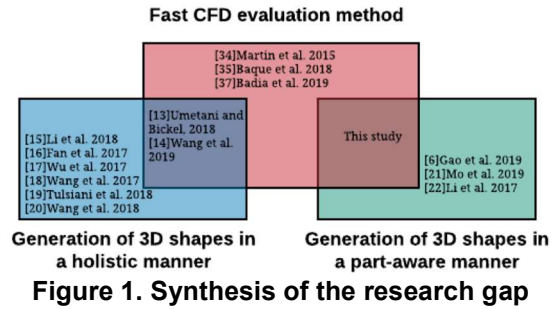 Fast CFD evaluation method
[34]Martin et al. 2015
[35]Baque et al. 2018
[37]Badia et al. 2019
[13]Umetani and
Bickel, 2018
[14]Wang et al.
2019
[15]Li et al. 2018
[16]Fan et al. 2017
[17]Wu et al. 2017
[18]Wang et al. 2017
[19]Tulsiani et al. 2018
[20]Wang et al. 2018
This study
[6]Gao et al. 2019
[21]Mo et al. 2019
[22]Li et al. 2017
Generation of 3D shapes in
a holistic manner
Generation of 3D shapes in
a part-aware manner
Figure 1. Synthesis of the research gap